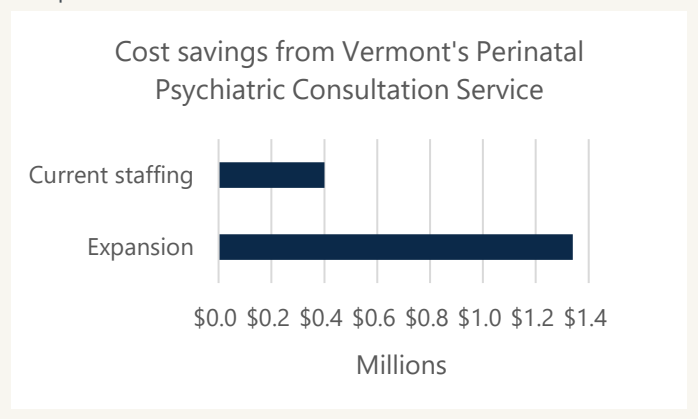 Cost savings from Vermont's Perinatal
Psychiatric Consultation Service
Current staffing
Expansion
$0.0 $0.2 $0.4 $0.6 $0.8 $1.0 $1.2 $1.4
Millions